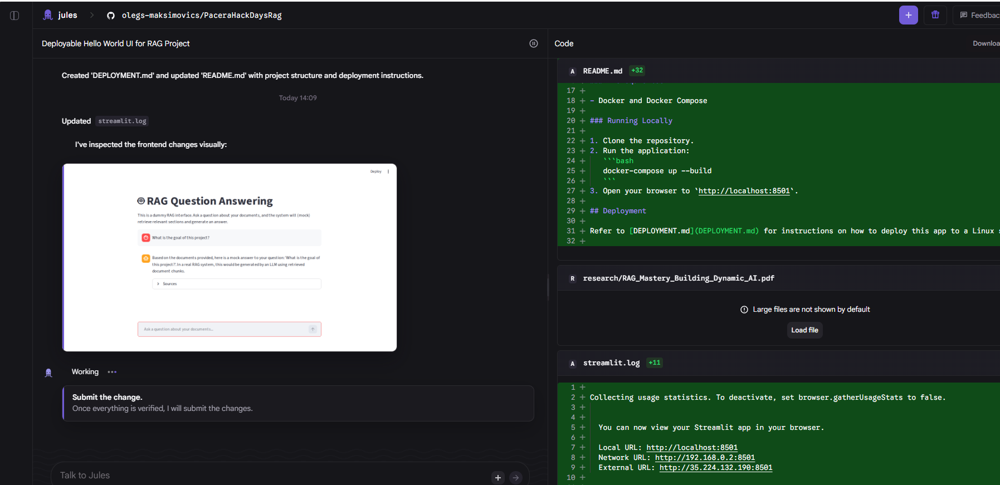 jules
olegs-maksimovics/PaceraHackDaysRag
Feedbac
Deployable Hello World UI for RAG Project
Code
Downloa
Created 'DEPLOYMENT.md' and updated 'README.md' with project structure and deployment instructions.
Today 14:09
Updated streamlit.log
I've inspected the frontend changes visually:
Deploy
RAG Question Answering
This is a dummy RAG interface. Ask a question about your documents, and the system will (mock)
retrieve relevant sections and generate an answer.
What is the goal of this project?
Based on the documents provided, here is a mock answer to your question: 'What is the goal of
this project?'. In a real RAG system, this would be generated by an LLM using retrieved
document chunks.
Sources
Ask a question about your documents...
Working
Submit the change.
Once everything is verified, I will submit the changes.
Talk to Jules
A README.md +32
17 +
18 + - Docker and Docker Compose
19 +
20 + ### Running Locally
21 +
22 + 1. Clone the repository.
23 + 2. Run the application:
24 + ```bash
25 + docker-compose up --build
26 + ```
27 + 3. Open your browser to `http://localhost:8501`.
28 +
29 + ## Deployment
30 +
31 + Refer to [DEPLOYMENT.md](DEPLOYMENT.md) for instructions on how to deploy this app to a Linux s
32 +
R research/RAG_Mastery_Building_Dynamic_AI.pdf
Large files are not shown by default
Load file
A streamlit.log +11
1 +
2 + Collecting usage statistics. To deactivate, set browser.gatherUsageStats to false.
3 +
4 +
5 + You can now view your Streamlit app in your browser.
6 +
7 + Local URL: http://localhost:8501
8 + Network URL: http://192.168.0.2:8501
9 + External URL: http://35.224.132.190:8501
10 +